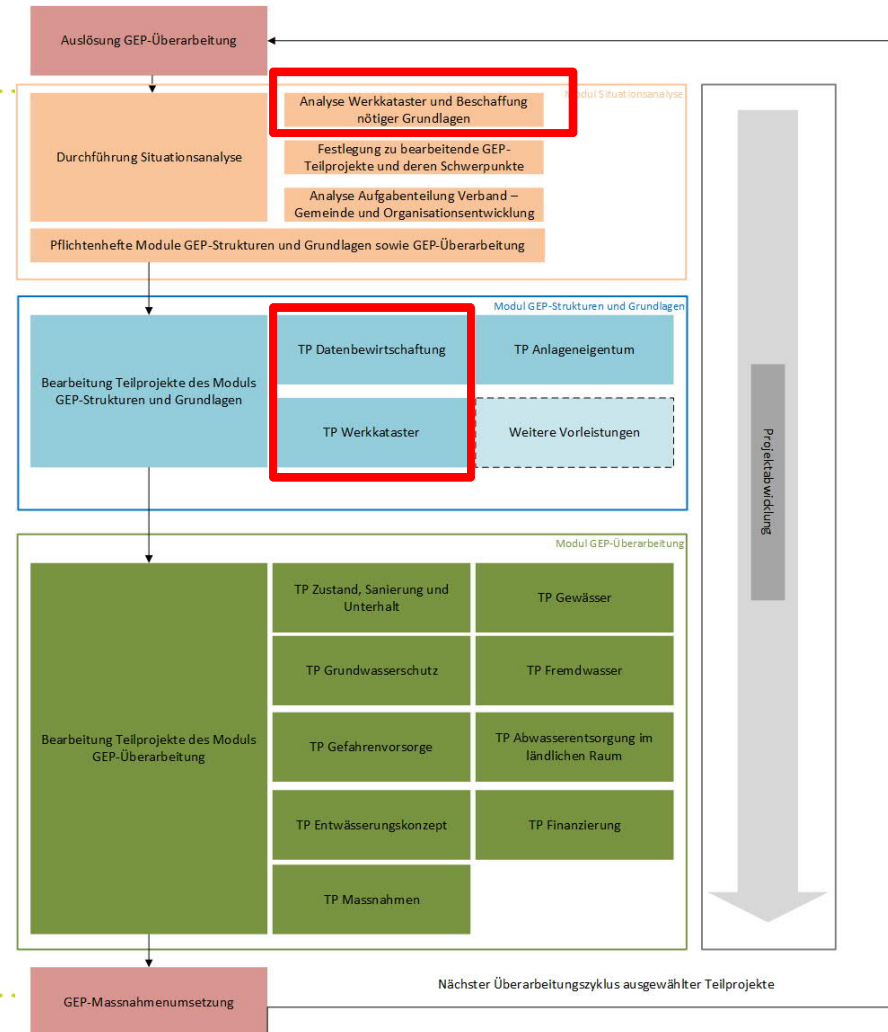 Auslösung GEP-Überarbeitung
Modul Situationsanalyse
Durchführung Situationsanalyse
Analyse Werkkataster und Beschaffung
nötiger Grundlagen
Festlegung zu bearbeitende GEP-
Teilprojekte und deren Schwerpunkte
Analyse Aufgabenteilung Verband –
Gemeinde und Organisationsentwicklung
Pflichtenhefte Module GEP-Strukturen und Grundlagen sowie GEP-Überarbeitung
Modul GEP-Strukturen und Grundlagen
Bearbeitung Teilprojekte des Moduls
GEP-Strukturen und Grundlagen
TP Datenbewirtschaftung
TP Anlageneigentum
TP Werkkataster
Weitere Vorleistungen
Modul GEP-Überarbeitung
Bearbeitung Teilprojekte des Moduls
GEP-Überarbeitung
TP Zustand, Sanierung und
Unterhalt
TP Gewässer
TP Grundwasserschutz
TP Fremdwasser
TP Gefahrenvorsorge
TP Abwasserentsorgung im
ländlichen Raum
TP Entwässerungskonzept
TP Finanzierung
TP Massnahmen
Projektabwicklung
GEP-Massnahmenumsetzung
Nächster Überarbeitungszyklus ausgewählter Teilprojekte